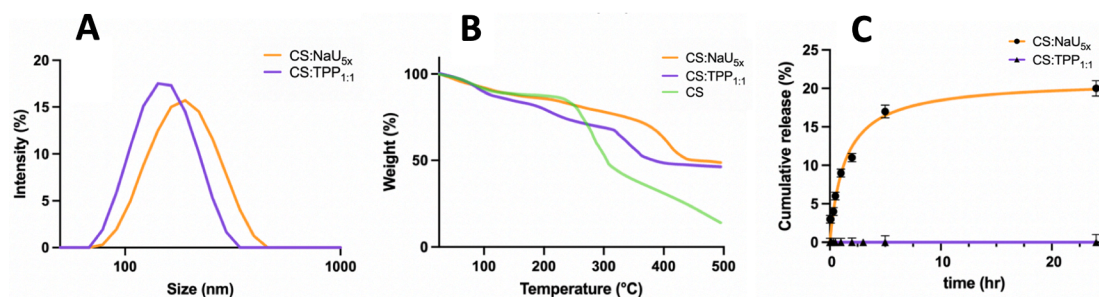 A
CS:NaU5x
CS:TPP1:1
20
15
10
5
0
Intensity (%)
100
1000
Size (nm)
B
CS:NaU5x
CS:TPP1:1
CS
100
50
0
Weight (%)
100
200
300
400
500
Temperature (°C)
C
CS:NaU5x
CS:TPP1:1
25
20
15
10
5
0
Cumulative release (%)
0
10
20
time (hr)